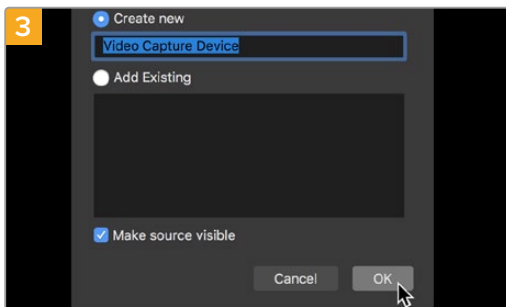 3
Create new
Video Capture Device
Add Existing
Make source visible
Cancel OK